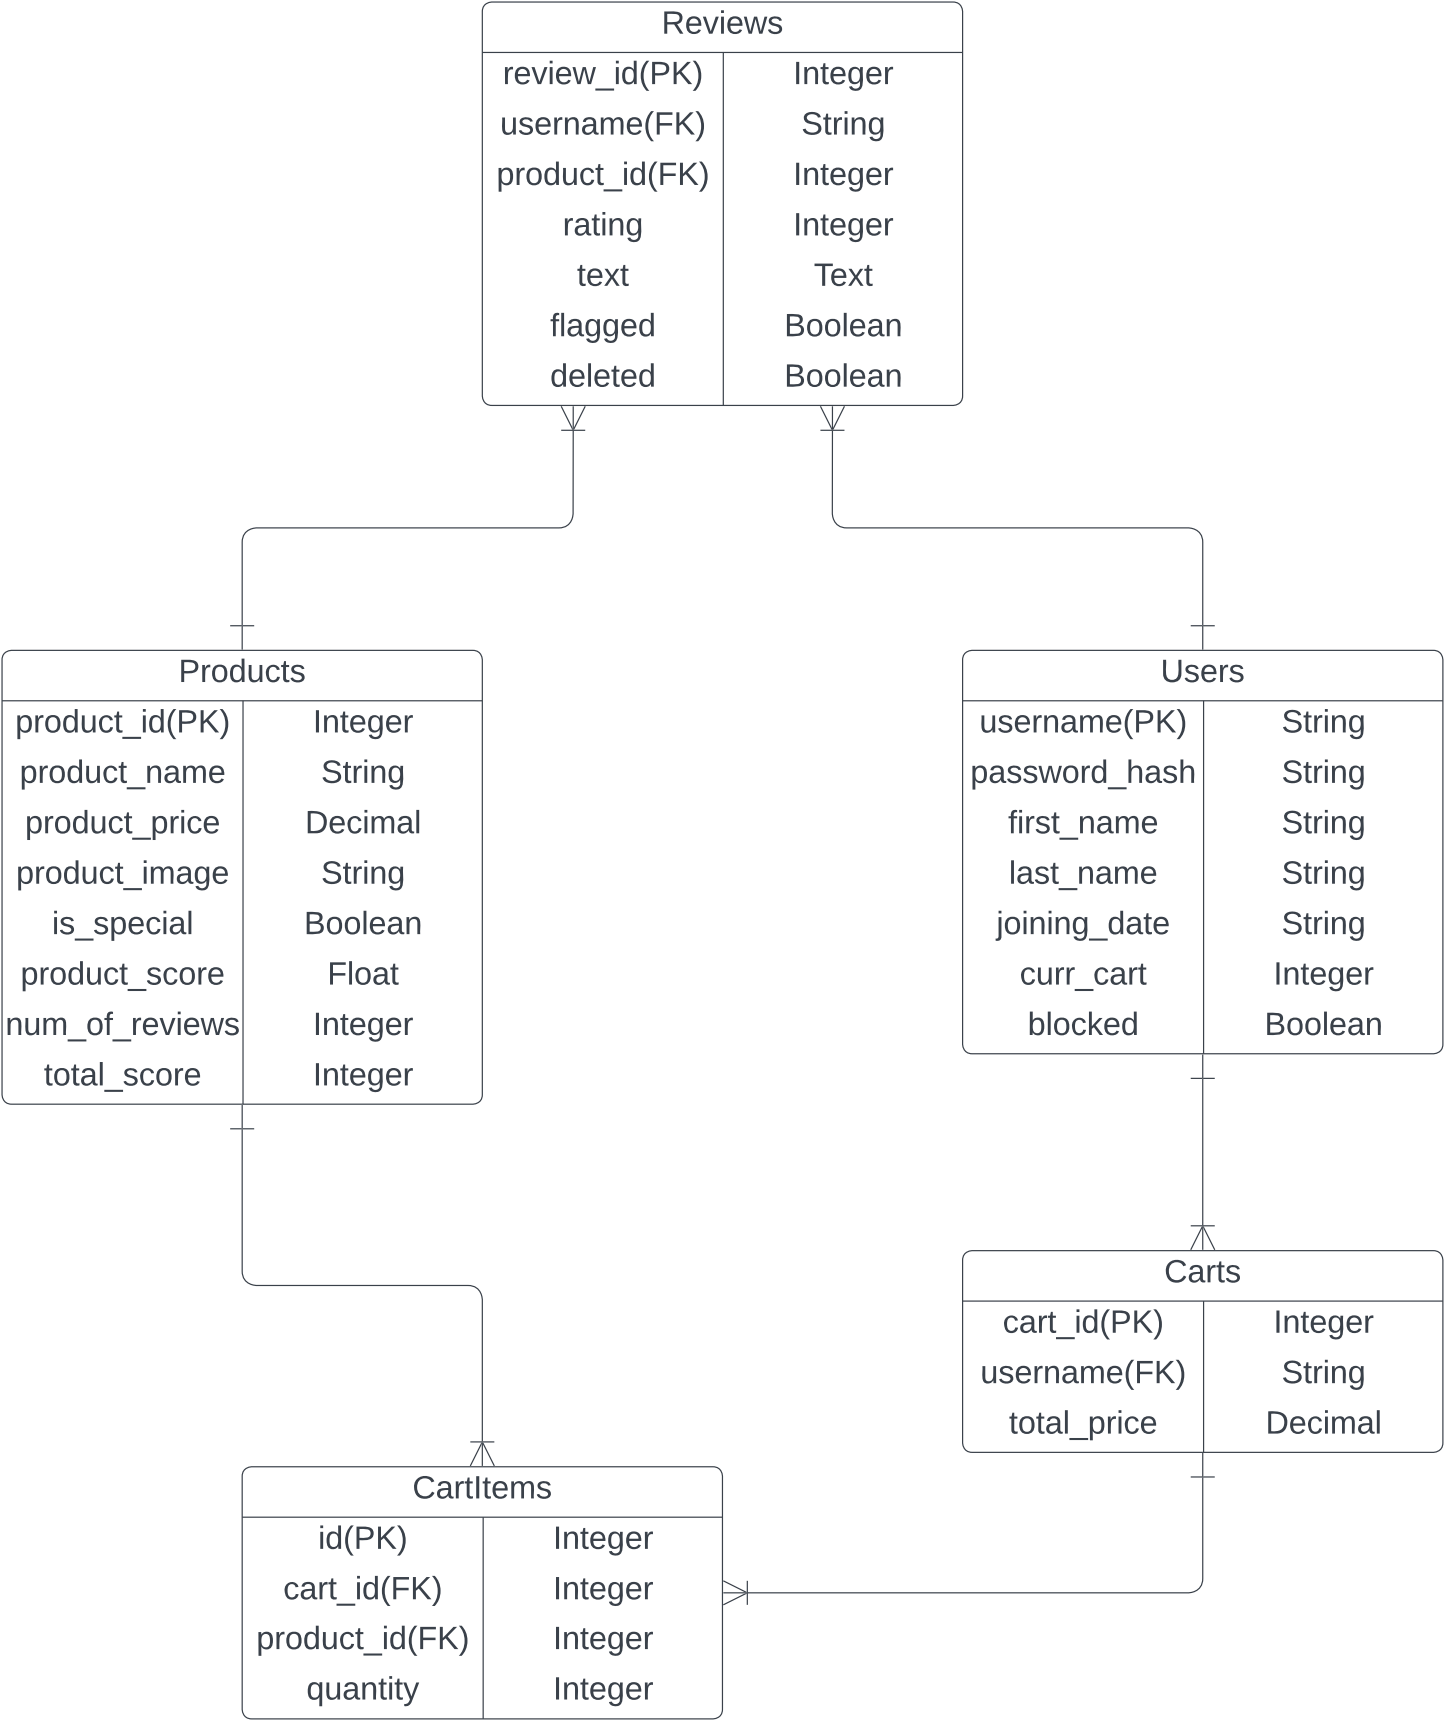 Reviews
review_id(PK) Integer
username(FK) String
product_id(FK) Integer
rating Integer
text Text
flagged Boolean
deleted Boolean
Products
product_id(PK) Integer
product_name String
product_price Decimal
product_image String
is_special Boolean
product_score Float
num_of_reviews Integer
total_score Integer
Users
username(PK) String
password_hash String
first_name String
last_name String
joining_date String
curr_cart Integer
blocked Boolean
Carts
cart_id(PK) Integer
username(FK) String
total_price Decimal
CartItems
id(PK) Integer
cart_id(FK) Integer
product_id(FK) Integer
quantity Integer